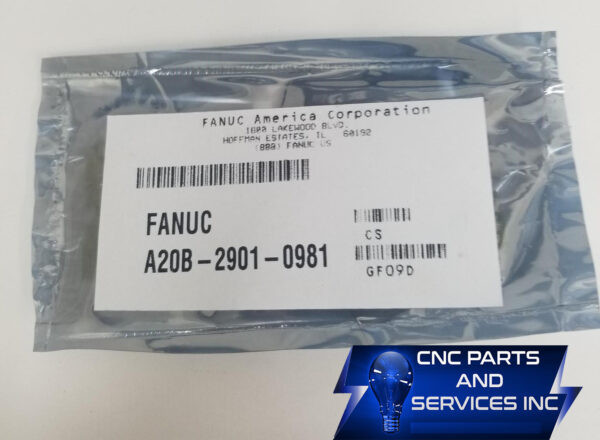 FANUC America Corporation
1800 LAKEWOOD BLVD.
HOFFMAN ESTATES, IL 60192
(888) FANUC US
FANUC
CS
A20B-2901-0981
GF09D
CNC PARTS
AND
SERVICES INC